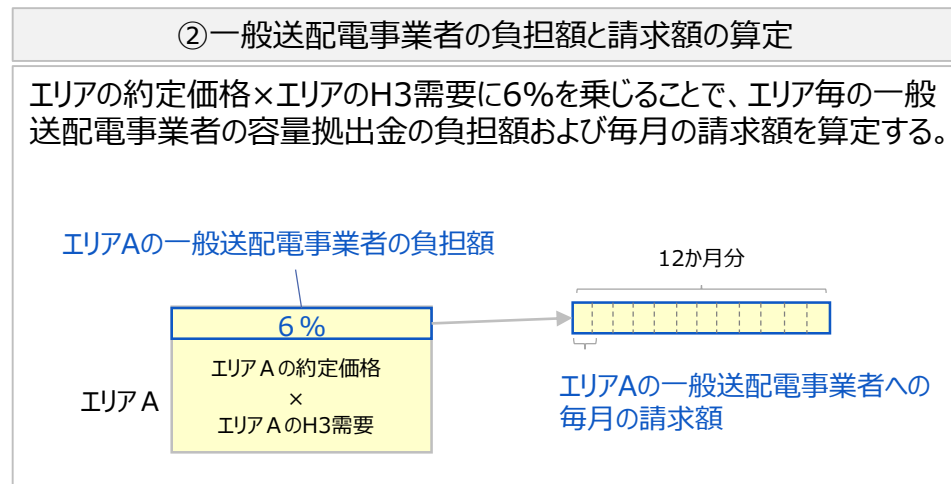 ②一般送配電事業者の負担額と請求額の算定
エリアの約定価格×エリアのH3需要に6%を乗じることで、エリア毎の一般
送配電事業者の容量拠出金の負担額および毎月の請求額を算定する。
エリアAの一般送配電事業者の負担額
12か月分
6%
エリアAの約定価格
×
エリアAのH3需要
エリアA
エリアAの一般送配電事業者への
毎月の請求額